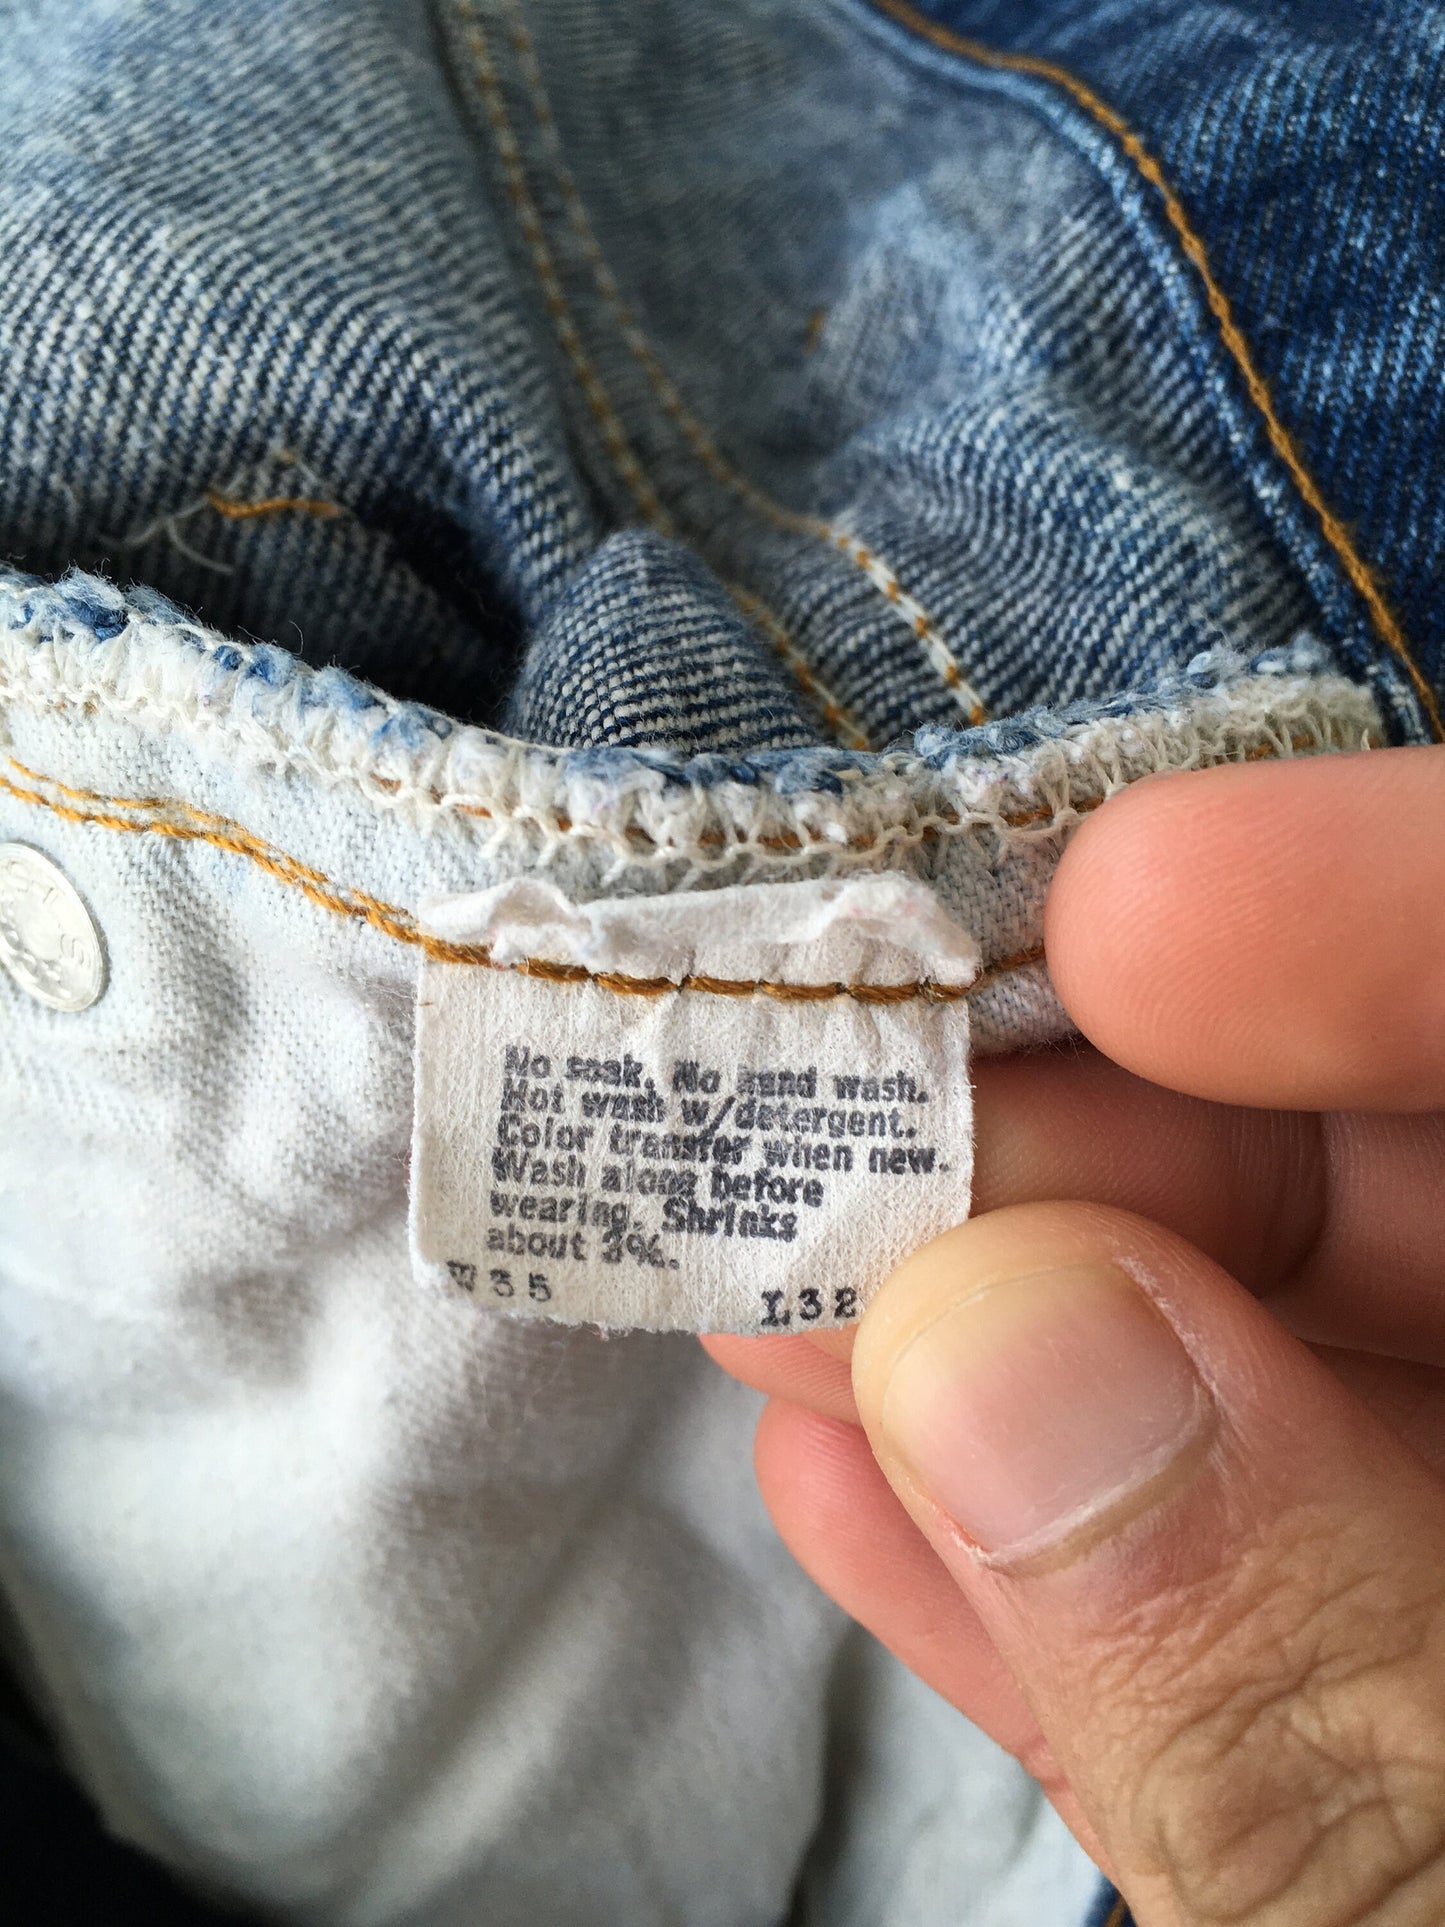 No soak. No hand wash.
Hot wash w/detergent.
Color transfer when new.
Wash alone before
wearing. Shrinks
about 3%.
W35 L32